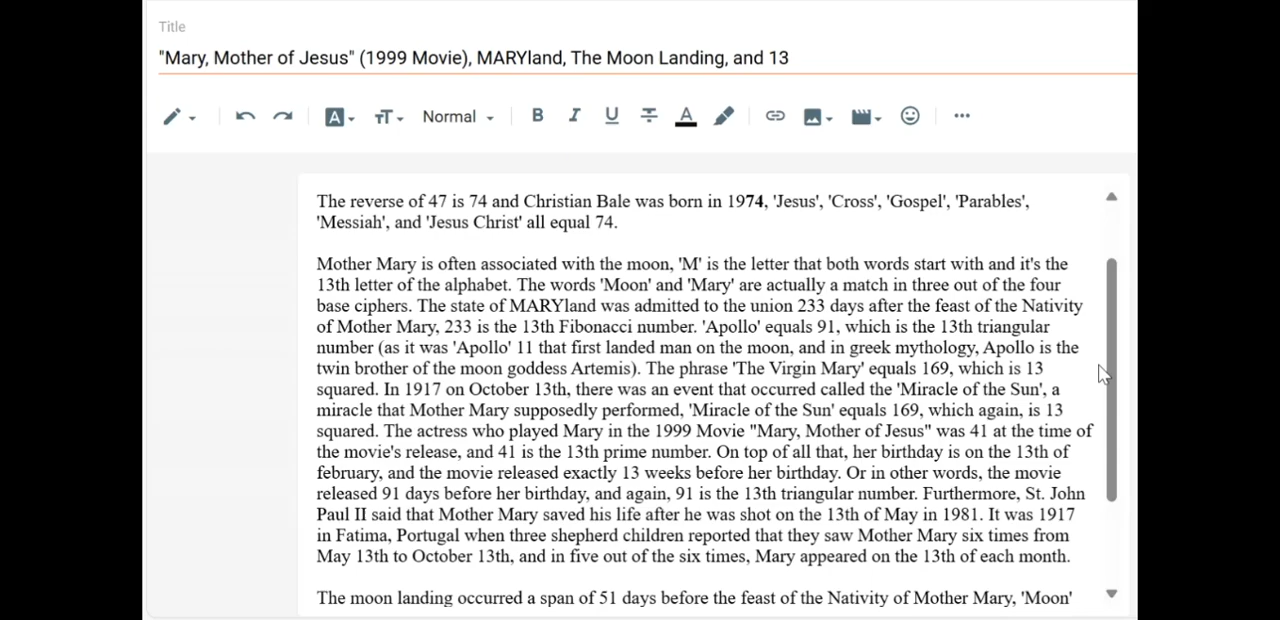 Title
"Mary, Mother of Jesus" (1999 Movie), MARYland, The Moon Landing, and 13
Normal
B I U A
The reverse of 47 is 74 and Christian Bale was born in 1974, 'Jesus', 'Cross', 'Gospel', 'Parables',
'Messiah', and 'Jesus Christ' all equal 74.
Mother Mary is often associated with the moon, 'M' is the letter that both words start with and it's the
13th letter of the alphabet. The words 'Moon' and 'Mary' are actually a match in three out of the four
base ciphers. The state of MARYland was admitted to the union 233 days after the feast of the Nativity
of Mother Mary, 233 is the 13th Fibonacci number. 'Apollo' equals 91, which is the 13th triangular
number (as it was 'Apollo' 11 that first landed man on the moon, and in greek mythology, Apollo is the
twin brother of the moon goddess Artemis). The phrase 'The Virgin Mary' equals 169, which is 13
squared. In 1917 on October 13th, there was an event that occurred called the 'Miracle of the Sun', a
miracle that Mother Mary supposedly performed, 'Miracle of the Sun' equals 169, which again, is 13
squared. The actress who played Mary in the 1999 Movie "Mary, Mother of Jesus" was 41 at the time of
the movie's release, and 41 is the 13th prime number. On top of all that, her birthday is on the 13th of
february, and the movie released exactly 13 weeks before her birthday. Or in other words, the movie
released 91 days before her birthday, and again, 91 is the 13th triangular number. Furthermore, St. John
Paul II said that Mother Mary saved his life after he was shot on the 13th of May in 1981. It was 1917
in Fatima, Portugal when three shepherd children reported that they saw Mother Mary six times from
May 13th to October 13th, and in five out of the six times, Mary appeared on the 13th of each month.
The moon landing occurred a span of 51 days before the feast of the Nativity of Mother Mary, 'Moon'